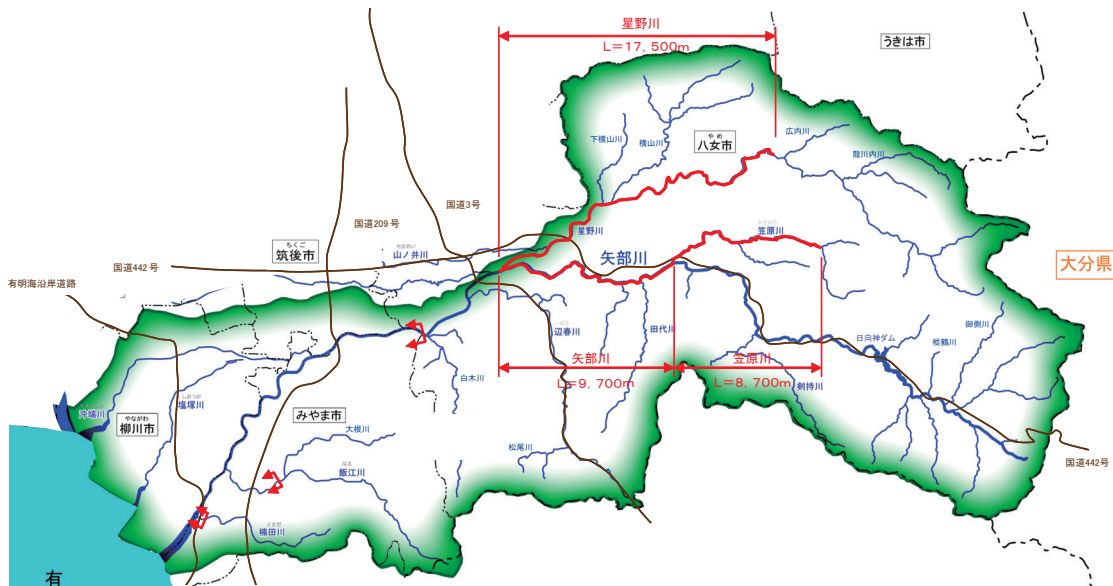 星野川
L=17,500m
うきは市
広内川
やめ
八女市
下横山川
横山川
龍川内川
国道3号
国道209号
星野川
笠原川
ちくご
筑後市
やまのい
山ノ井川
矢部川
国道442号
大分県
有明海沿岸道路
御側川
辺春川
田代川
日向神ダム
桜鶴川
矢部川
笠原川
白木川
L=9,700m
L=8,700m
剣持川
しおつか
塩塚川
みやま市
沖端川
やながわ
柳川市
大根川
松尾川
国道442号
はえ
飯江川
くすだ
楠田川
有